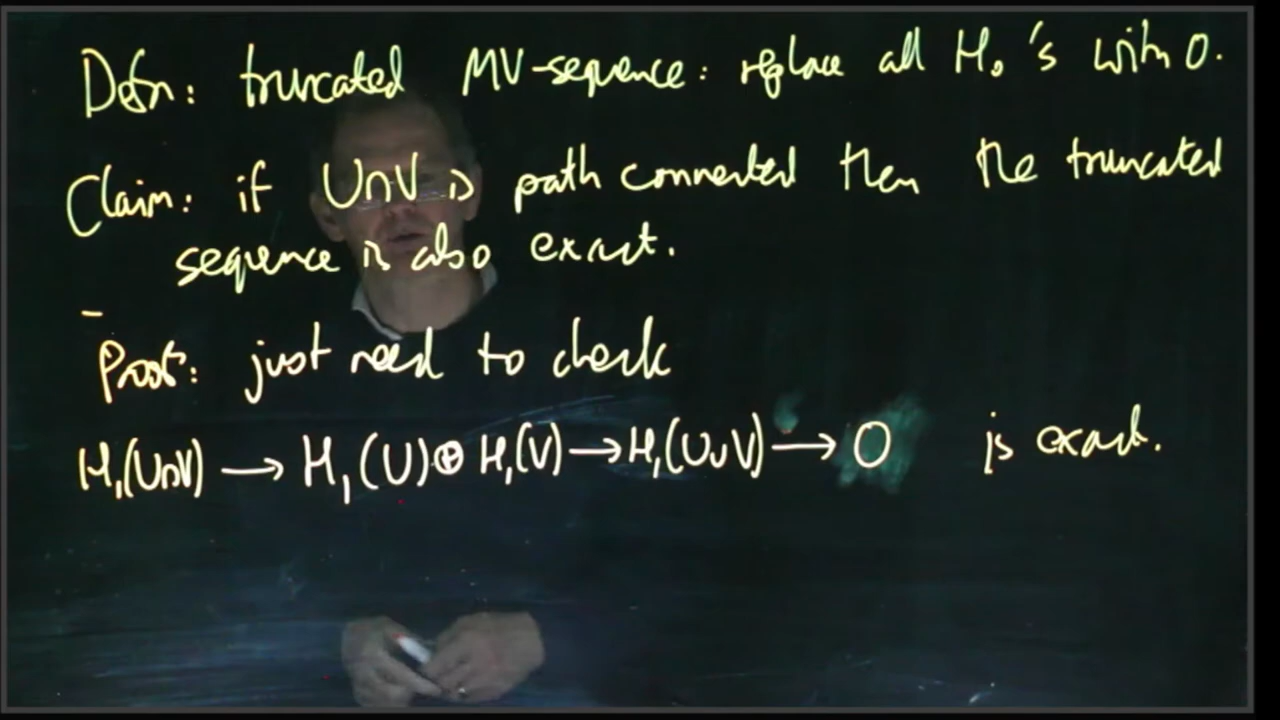 Defn: truncated MV-sequence: replace all H₀'s with 0.
Claim: if U∩V is path connected then the truncated
sequence is also exact.
Proof: just need to check
H₁(U∩V) → H₁(U)⊕H₁(V) → H₁(U∪V) → 0 is exact.